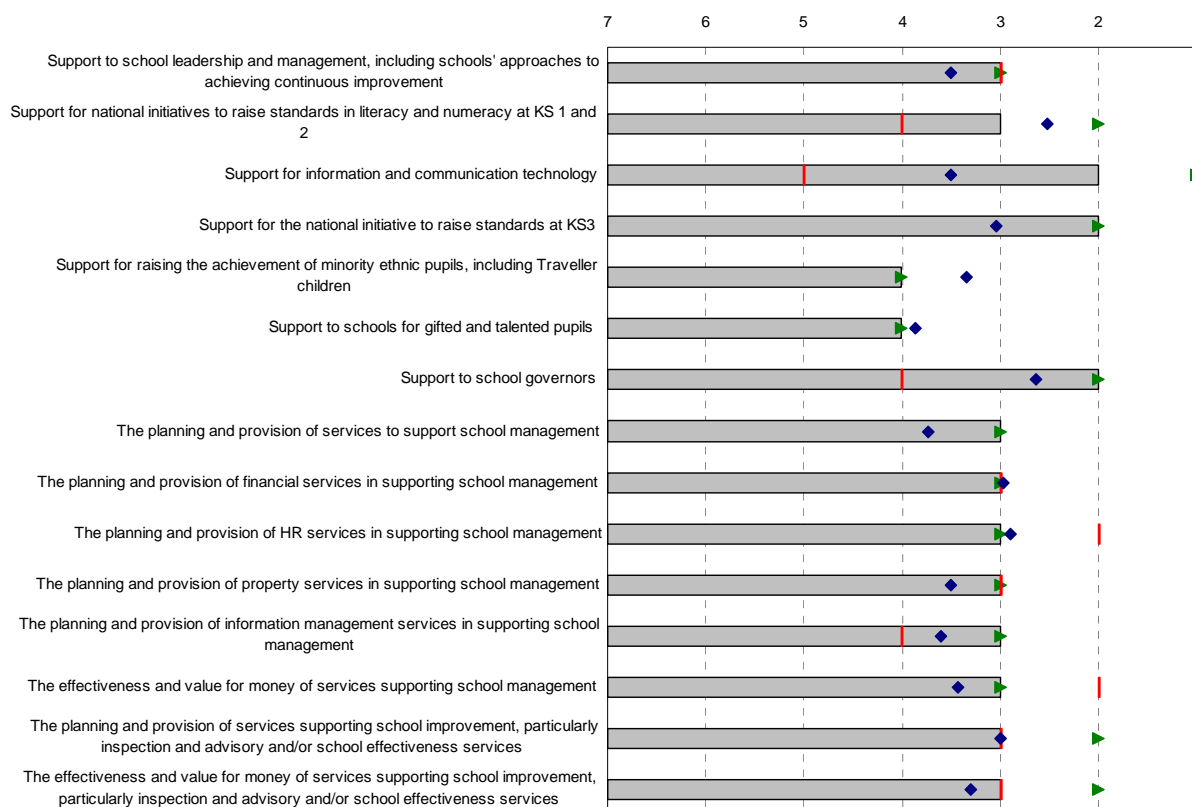 7 6 5 4 3 2
Support to school leadership and management, including schools' approaches to
achieving continuous improvement
Support for national initiatives to raise standards in literacy and numeracy at KS 1 and
2
Support for information and communication technology
Support for the national initiative to raise standards at KS3
Support for raising the achievement of minority ethnic pupils, including Traveller
children
Support to schools for gifted and talented pupils
Support to school governors
The planning and provision of services to support school management
The planning and provision of financial services in supporting school management
The planning and provision of HR services in supporting school management
The planning and provision of property services in supporting school management
The planning and provision of information management services in supporting school
management
The effectiveness and value for money of services supporting school management
The planning and provision of services supporting school improvement, particularly
inspection and advisory and/or school effectiveness services
The effectiveness and value for money of services supporting school improvement,
particularly inspection and advisory and/or school effectiveness services